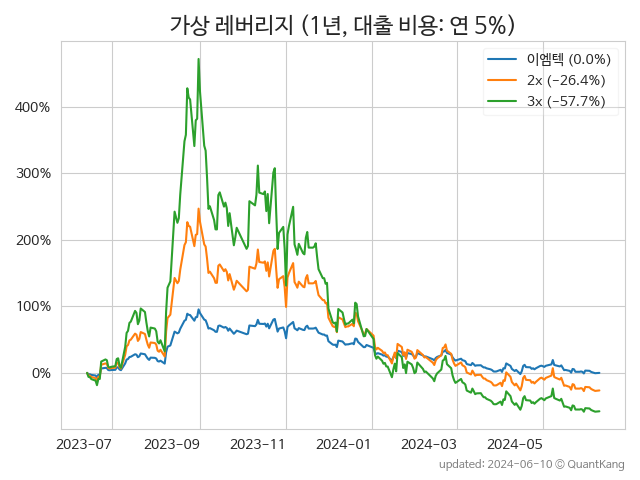 가상 레버리지 (1년, 대출 비용: 연 5%)
이엠텍 (0.0%)
2x (−26.4%)
3x (−57.7%)
400%
300%
200%
100%
0%
2023-07 2023-09 2023-11 2024-01 2024-03 2024-05
updated: 2024-06-10 © QuantKang